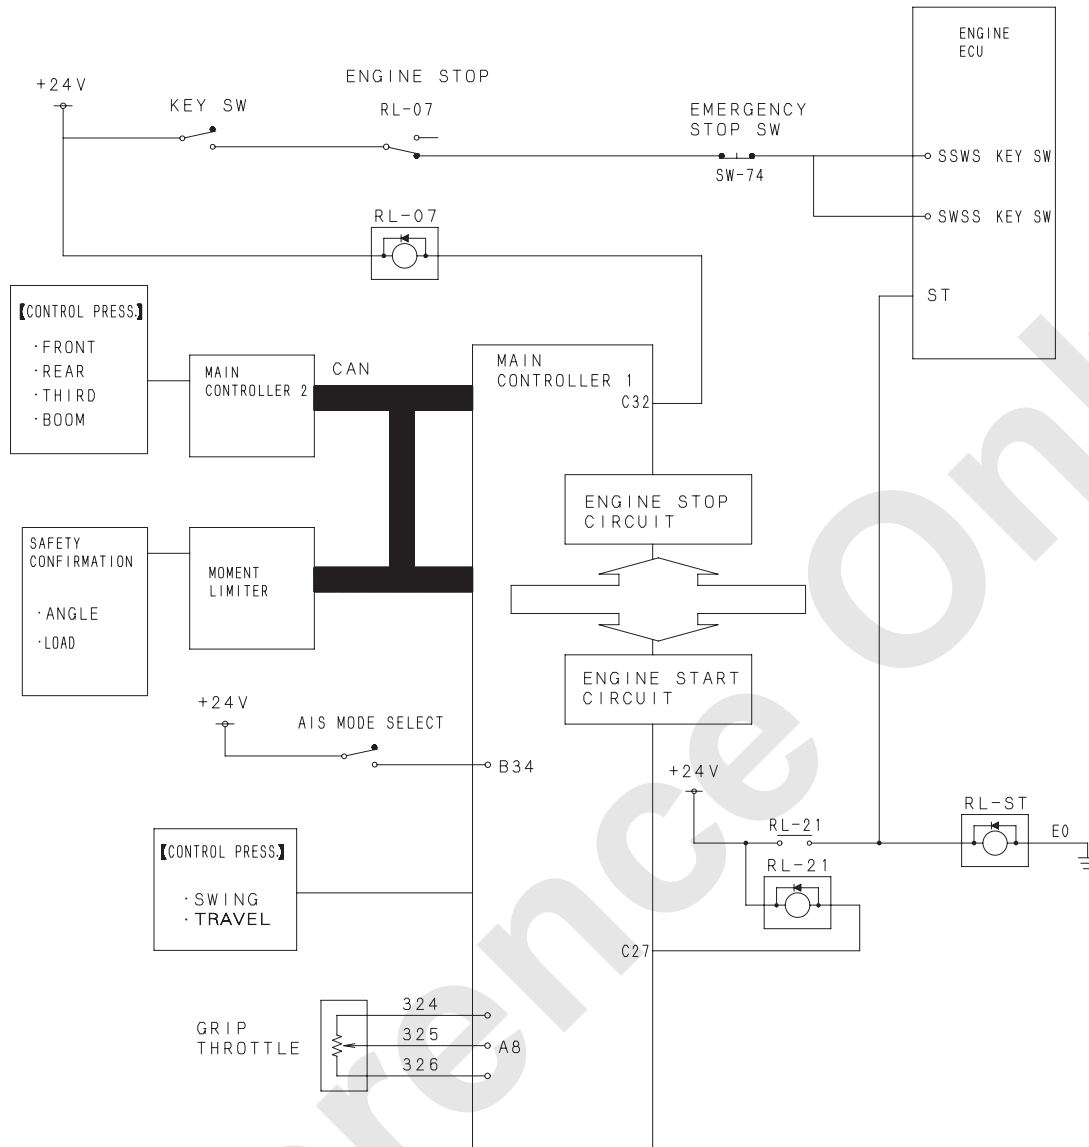 ENGINE
ECU
+24V
ENGINE STOP
KEY SW
RL-07
EMERGENCY
STOP SW
SW-74
SSWS KEY SW
SWSS KEY SW
RL-07
ST
【CONTROL PRESS.】
・FRONT
・REAR
・THIRD
・BOOM
MAIN
CONTROLLER 2
CAN
MAIN
CONTROLLER 1
C32
ENGINE STOP
CIRCUIT
SAFETY
CONFIRMATION
・ANGLE
・LOAD
MOMENT
LIMITER
ENGINE START
CIRCUIT
+24V
AIS MODE SELECT
B34
+24V
RL-21
RL-ST
E0
RL-21
【CONTROL PRESS.】
・SWING
・TRAVEL
C27
GRIP
THROTTLE
324
325
326
A8
rence Onl